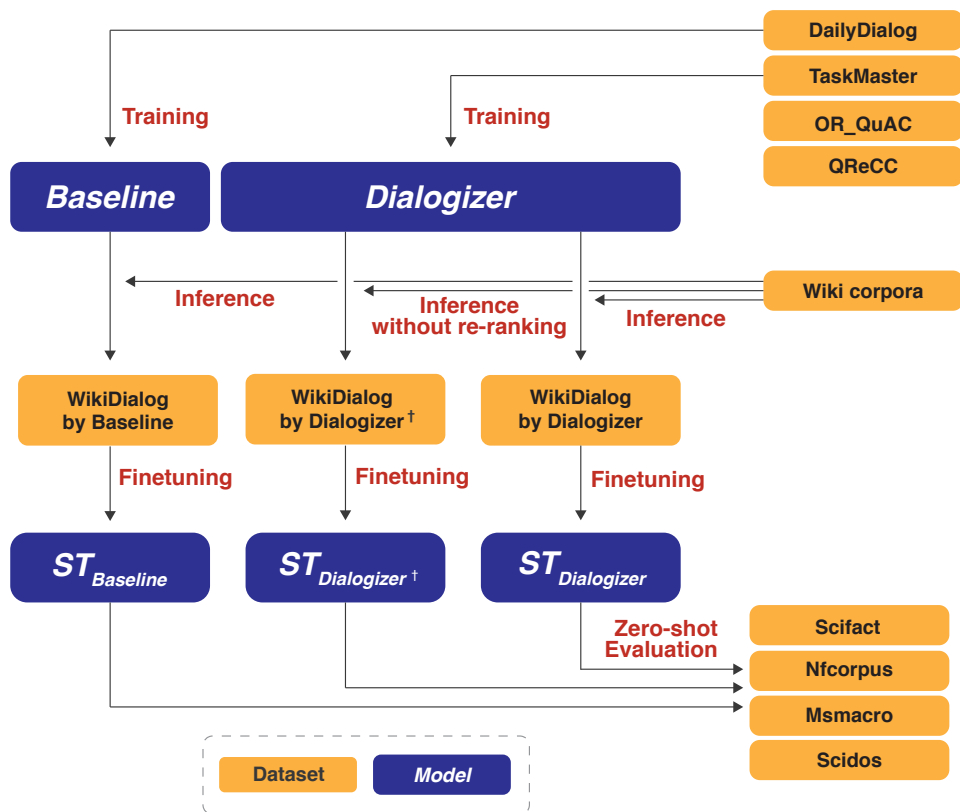 DailyDialog
TaskMaster
OR_QuAC
QReCC
Training
Training
Baseline
Dialogizer
Wiki corpora
Inference
Inference
without re-ranking
Inference
WikiDialog
by Baseline
WikiDialog
by Dialogizer†
WikiDialog
by Dialogizer
Finetuning
Finetuning
Finetuning
ST Baseline
ST Dialogizer †
ST Dialogizer
Zero-shot
Evaluation
Scifact
Nfcorpus
Msmacro
Scidos
Dataset
Model